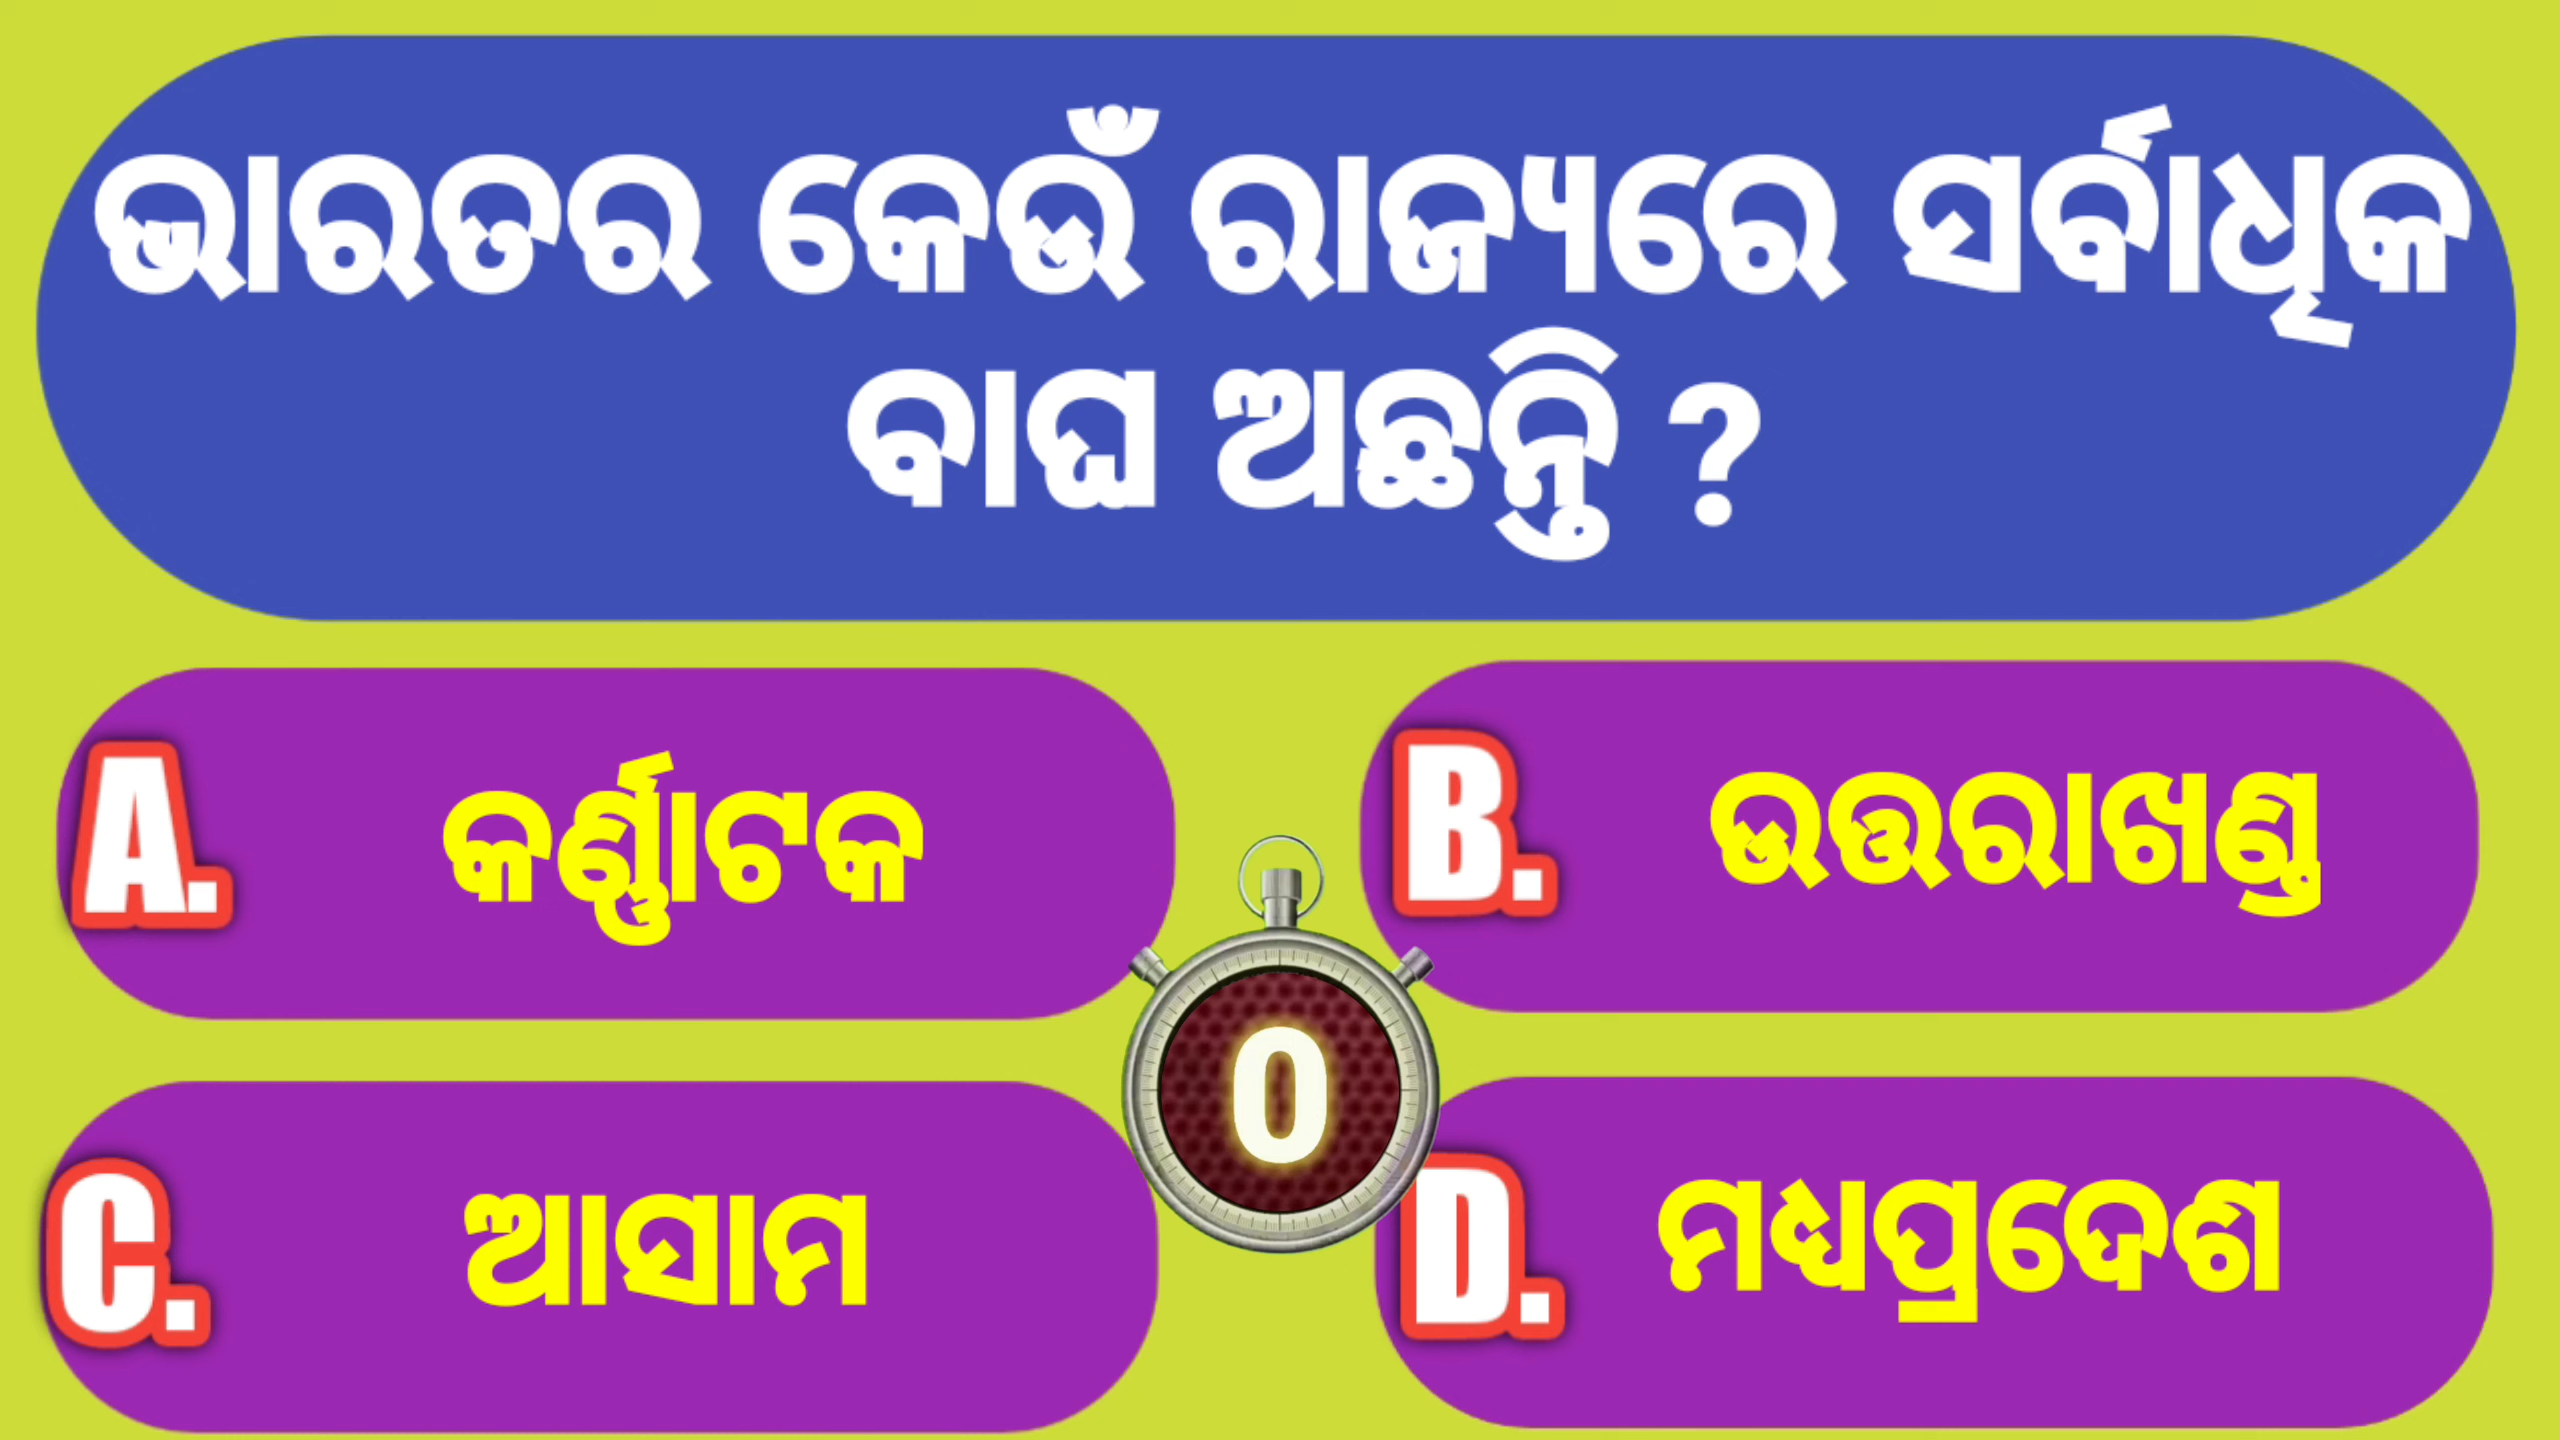 ଭାରତର କେଉଁ ରାଜ୍ୟରେ ସର୍ବାଧିକ
ବାଘ ଅଛନ୍ତି ?
A. କର୍ଣ୍ଣାଟକ
B. ଉତ୍ତରାଖଣ୍ଡ
0
C. ଆସାମ
D. ମଧ୍ୟପ୍ରଦେଶ